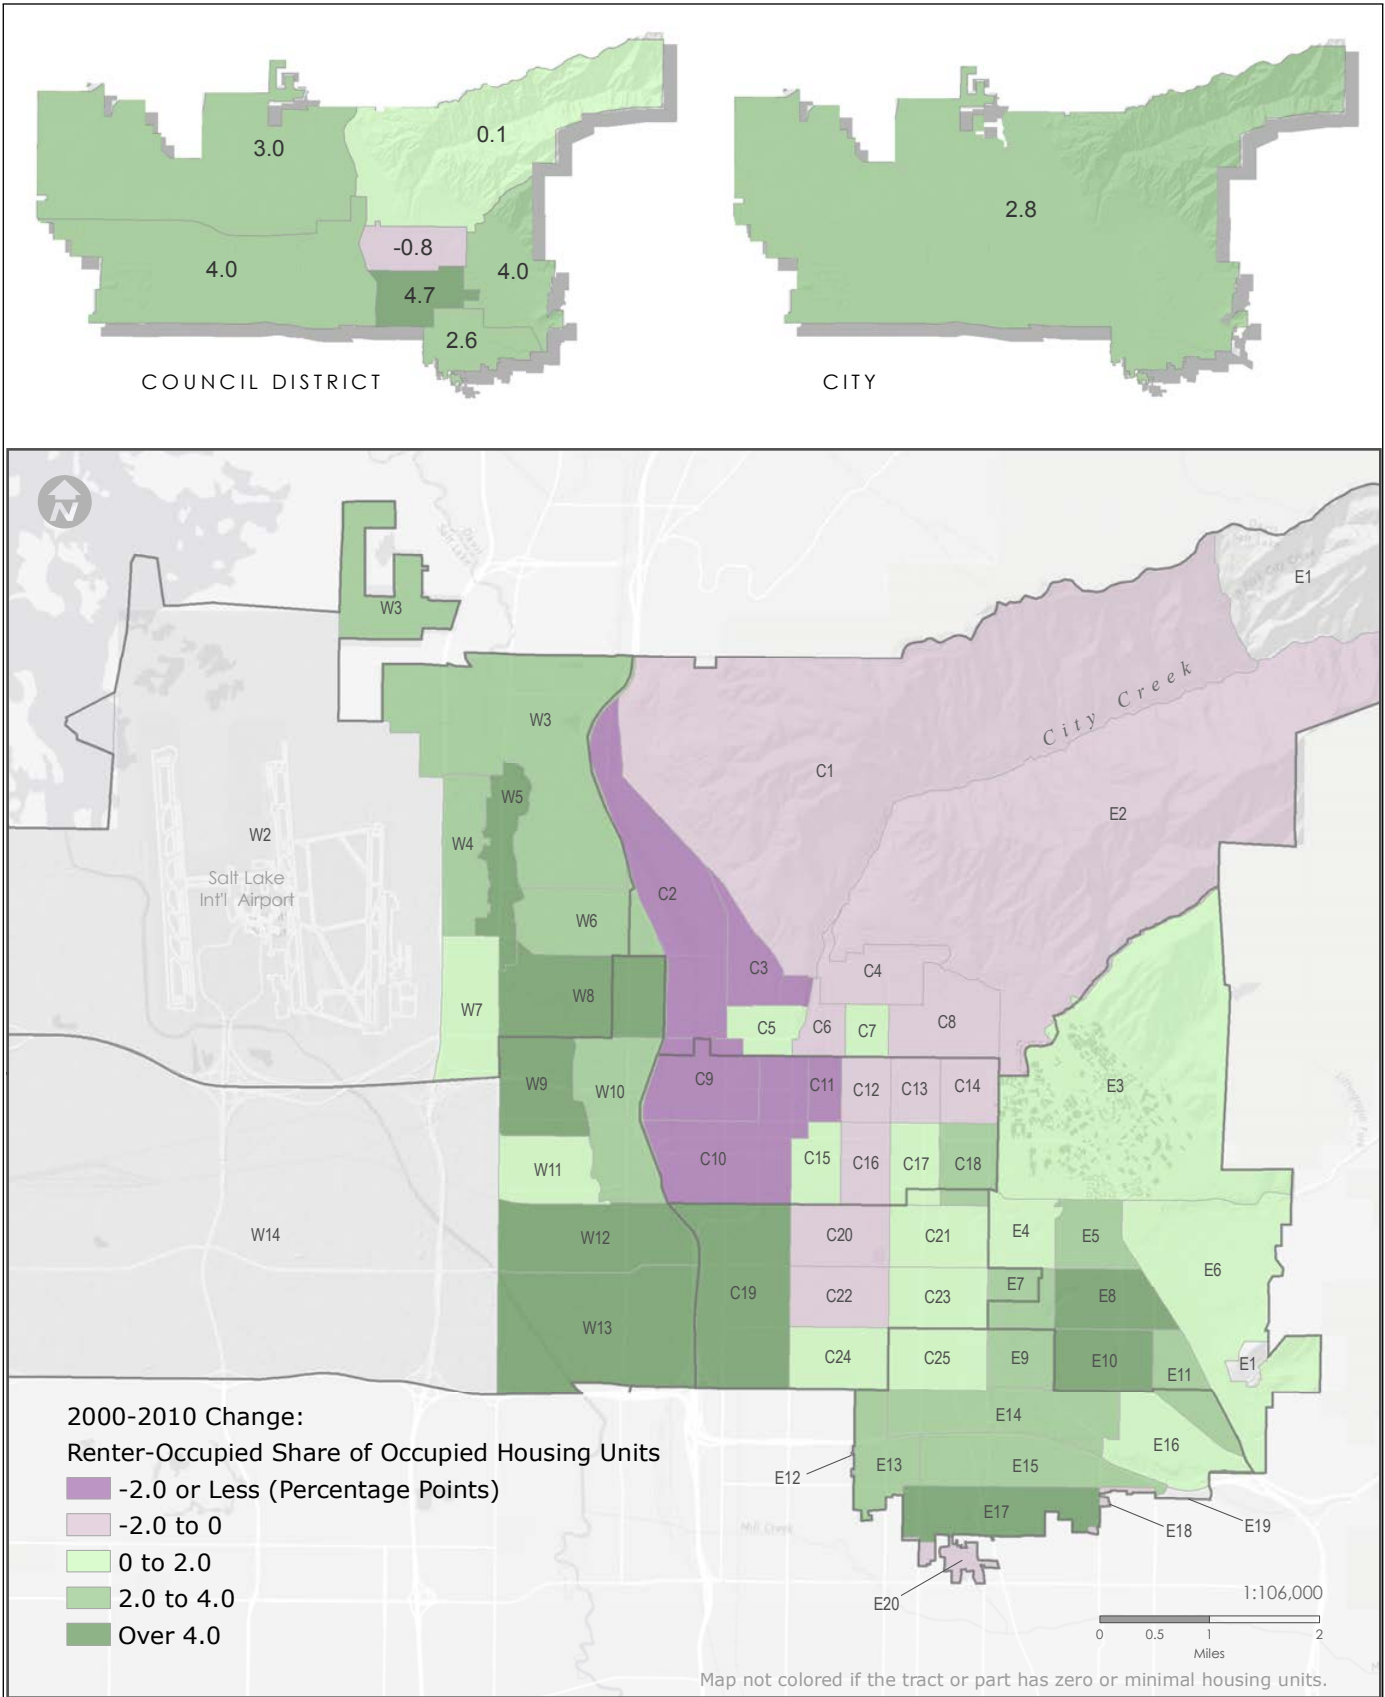 3.0
0.1
-0.8
4.0
4.0
4.7
2.6
COUNCIL DISTRICT
2.8
CITY
N
E1
W3
W3
City Creek
C1
W5
E2
W2
W4
Salt Lake
Int'l Airport
C2
W6
C3
C4
W8
W7
C5
C6
C7
C8
W9
W10
C9
C11
C12
C13
C14
E3
W11
C10
C15
C16
C17
C18
W14
W12
C20
C21
E4
E5
E6
C19
C22
C23
E7
E8
W13
C24
C25
E9
E10
E11
E1
2000-2010 Change:
Renter-Occupied Share of Occupied Housing Units
-2.0 or Less (Percentage Points)
-2.0 to 0
0 to 2.0
2.0 to 4.0
Over 4.0
E14
E16
E12
E13
E15
E17
E18
E19
Mill Creek
E20
1:106,000
0 0.5 1 2
Miles
Map not colored if the tract or part has zero or minimal housing units.